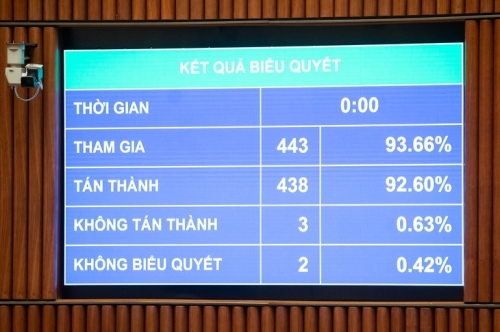 KẾT QUẢ BIỂU QUYẾT
THỜI GIAN 0:00
THAM GIA 443 93.66%
TÁN THÀNH 438 92.60%
KHÔNG TÁN THÀNH 3 0.63%
KHÔNG BIỂU QUYẾT 2 0.42%